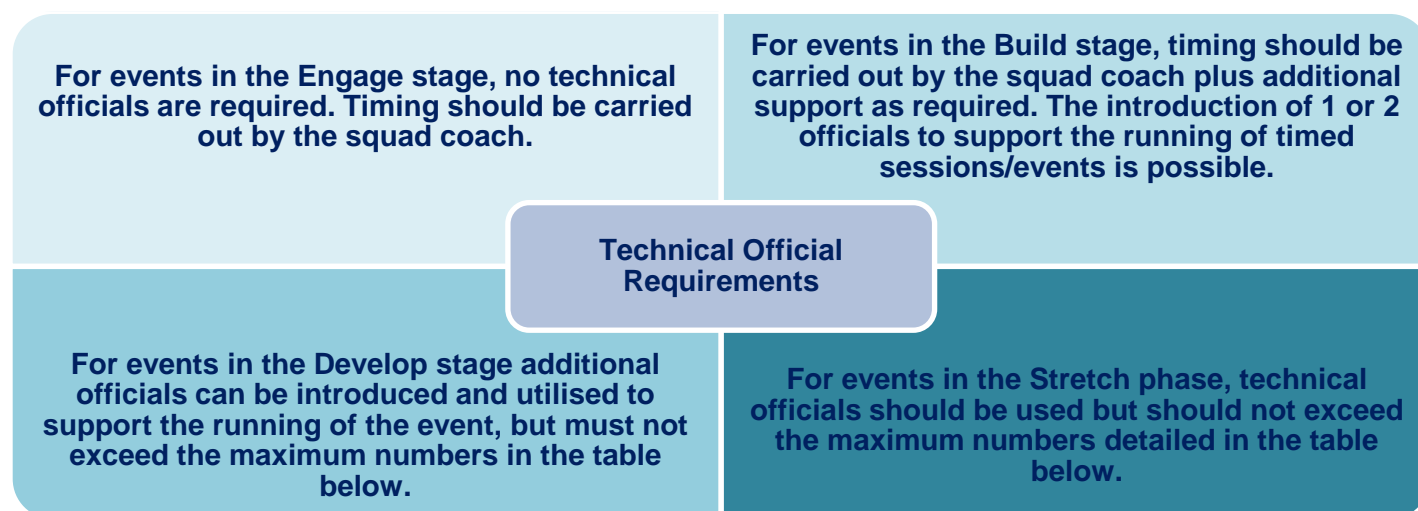 For events in the Engage stage, no technical
officials are required. Timing should be carried
out by the squad coach.
For events in the Build stage, timing should be
carried out by the squad coach plus additional
support as required. The introduction of 1 or 2
officials to support the running of timed
sessions/events is possible.
Technical Official
Requirements
For events in the Develop stage additional
officials can be introduced and utilised to
support the running of the event, but must not
exceed the maximum numbers in the table
below.
For events in the Stretch phase, technical
officials should be used but should not exceed
the maximum numbers detailed in the table
below.